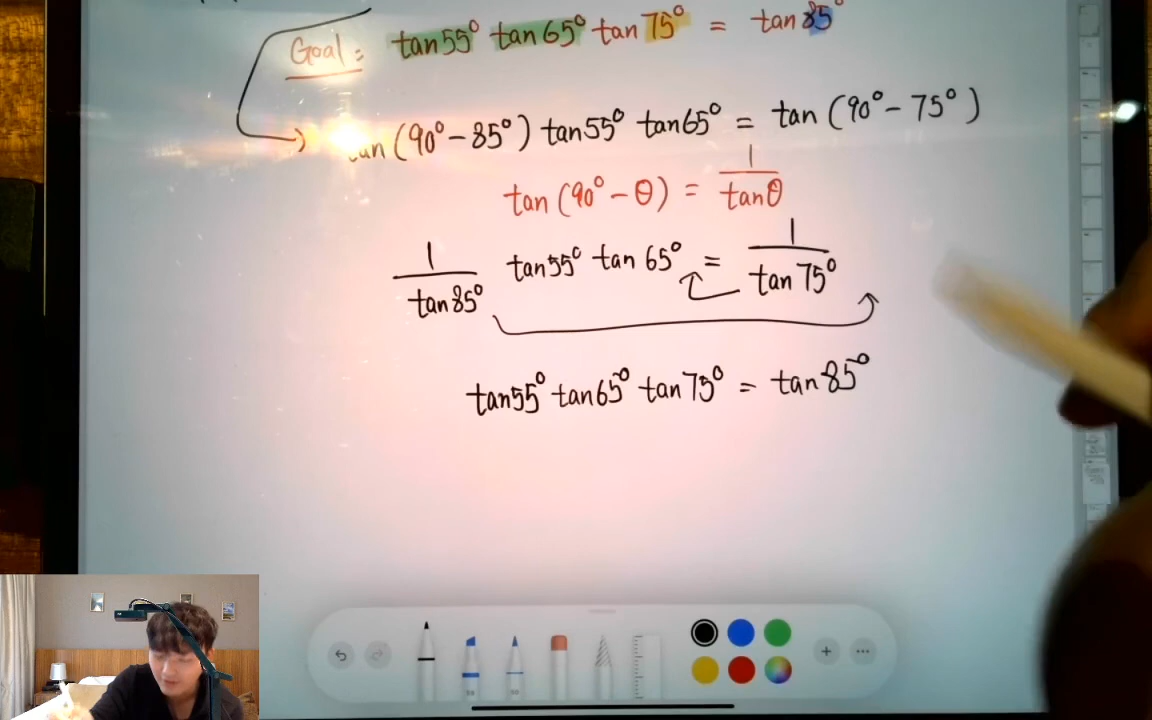 Goal: tan55° tan65° tan75° = tan85°
tan(90°-85°) tan55° tan65° = tan(90°-75°)
tan(90°-θ) = 1/tanθ
1/tan85° tan55° tan65° = 1/tan75°
tan55° tan65° tan75° = tan85°